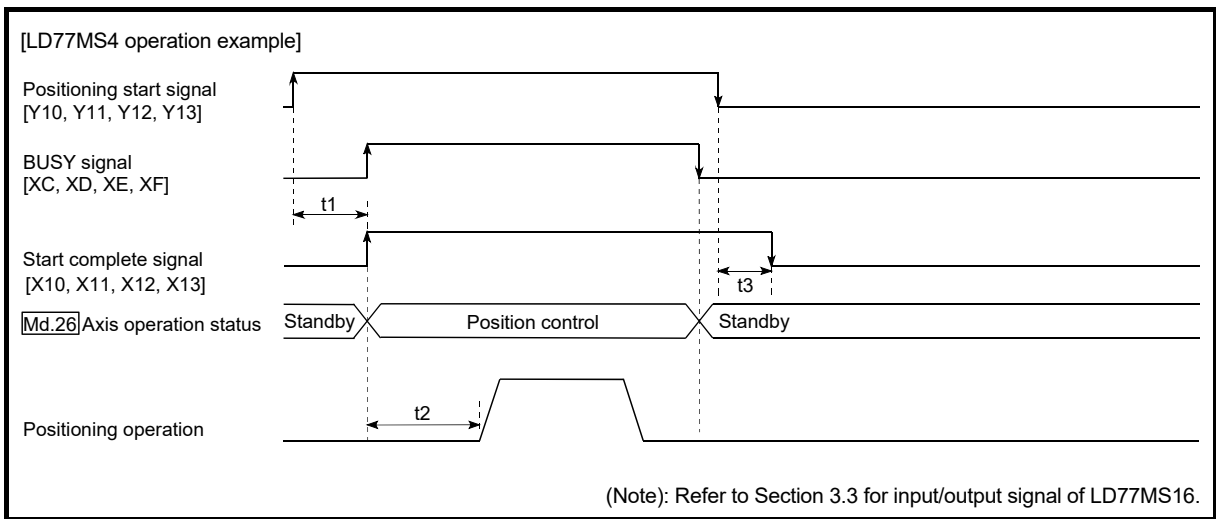 [LD77MS4 operation example]
Positioning start signal
[Y10, Y11, Y12, Y13]
BUSY signal
[XC, XD, XE, XF]
t1
Start complete signal
[X10, X11, X12, X13]
t3
Md.26 Axis operation status
Standby
Position control
Standby
t2
Positioning operation
(Note): Refer to Section 3.3 for input/output signal of LD77MS16.